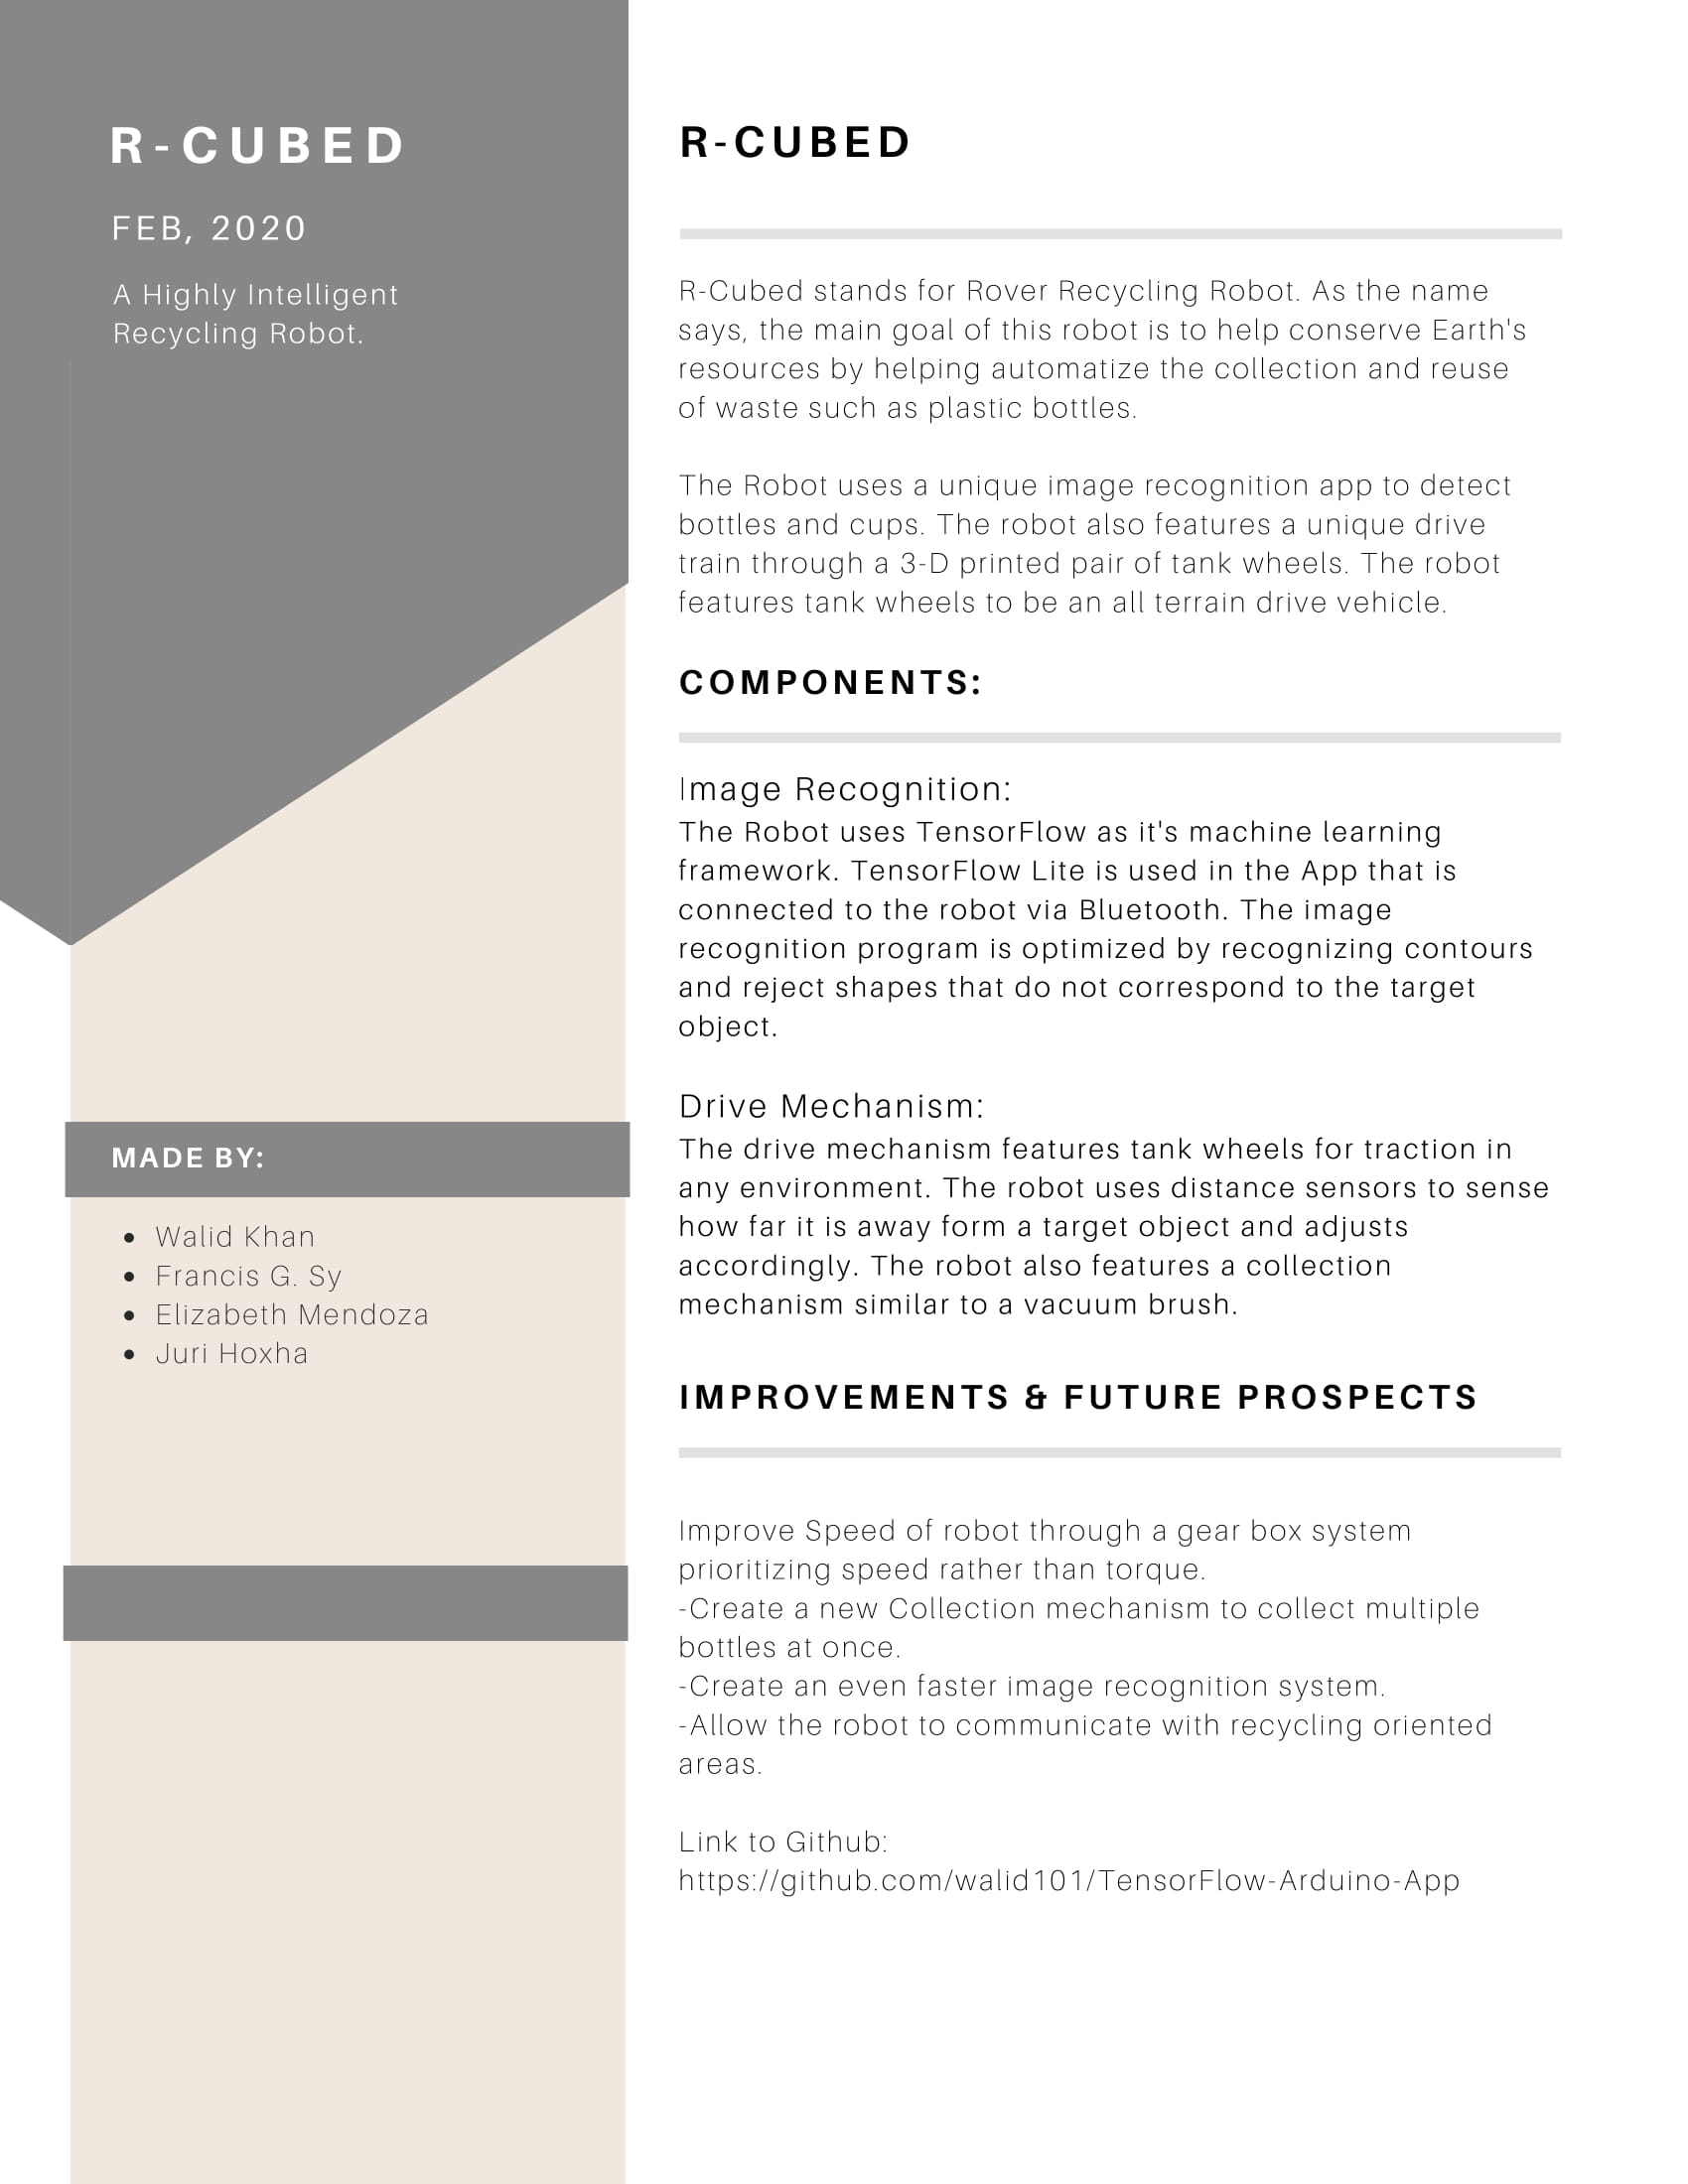 R-CUBED
FEB, 2020
A Highly Intelligent
Recycling Robot.
MADE BY:
• Walid Khan
• Francis G. Sy
• Elizabeth Mendoza
• Juri Hoxha
R-CUBED
R-Cubed stands for Rover Recycling Robot. As the name
says, the main goal of this robot is to help conserve Earth's
resources by helping automatize the collection and reuse
of waste such as plastic bottles.
The Robot uses a unique image recognition app to detect
bottles and cups. The robot also features a unique drive
train through a 3-D printed pair of tank wheels. The robot
features tank wheels to be an all terrain drive vehicle.
COMPONENTS:
Image Recognition:
The Robot uses TensorFlow as it's machine learning
framework. TensorFlow Lite is used in the App that is
connected to the robot via Bluetooth. The image
recognition program is optimized by recognizing contours
and reject shapes that do not correspond to the target
object.
Drive Mechanism:
The drive mechanism features tank wheels for traction in
any environment. The robot uses distance sensors to sense
how far it is away form a target object and adjusts
accordingly. The robot also features a collection
mechanism similar to a vacuum brush.
IMPROVEMENTS & FUTURE PROSPECTS
Improve Speed of robot through a gear box system
prioritizing speed rather than torque.
-Create a new Collection mechanism to collect multiple
bottles at once.
-Create an even faster image recognition system.
-Allow the robot to communicate with recycling oriented
areas.
Link to Github:
https://github.com/walid101/TensorFlow-Arduino-App